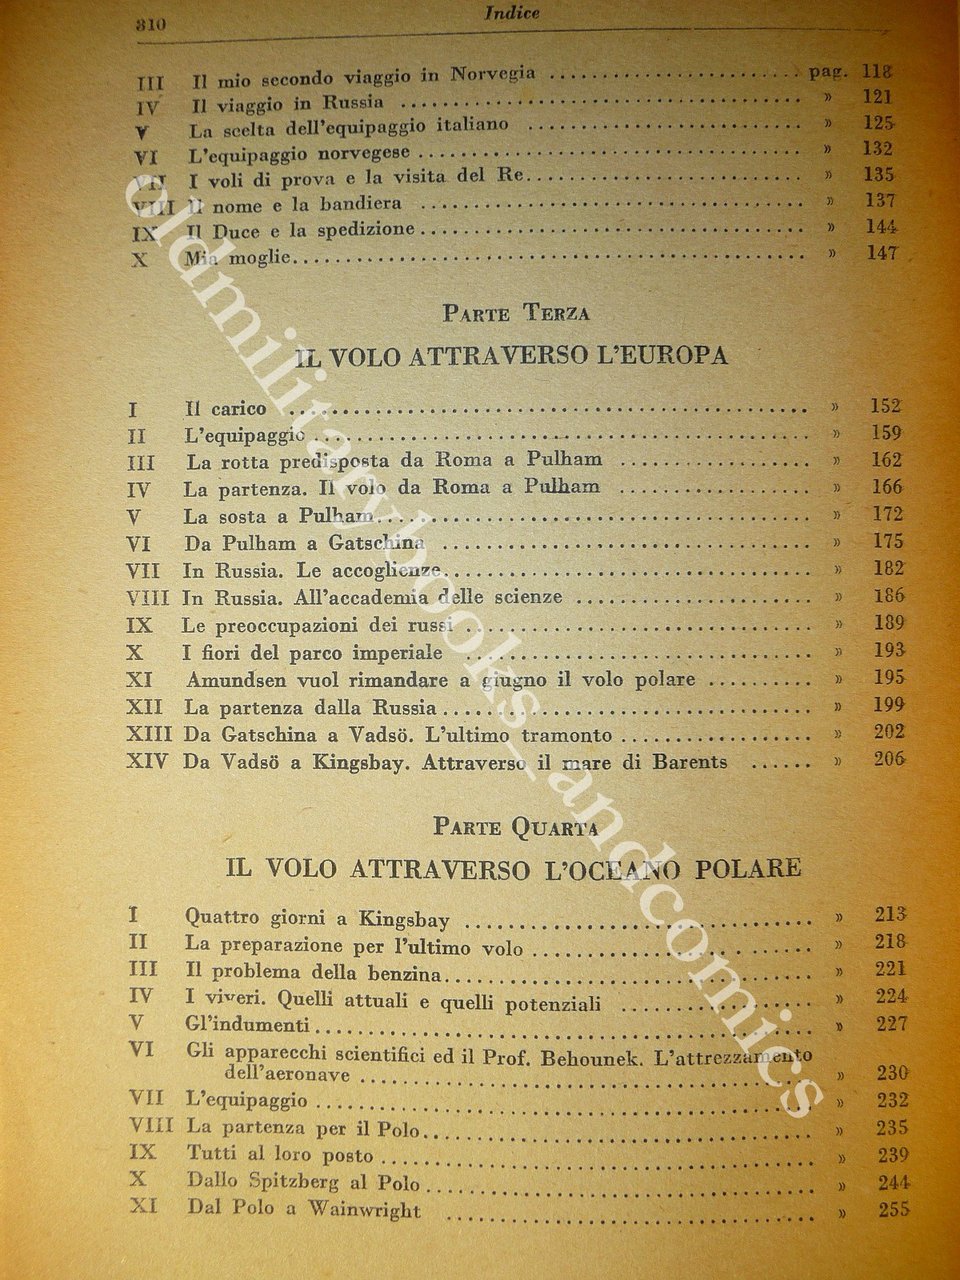 310
Indice
III Il mio secondo viaggio in Norvegia ........................ pag. 118
IV Il viaggio in Russia ...................................... » 121
V La scelta dell'equipaggio italiano .......................... » 125
VI L'equipaggio norvegese ..................................... » 132
VII I voli di prova e la visita del Re.......................... » 135
VIII Il nome e la bandiera .................................... » 137
IX Il Duce e la spedizione..................................... » 144
X Mia moglie.................................................. » 147
PARTE TERZA
IL VOLO ATTRAVERSO L'EUROPA
I Il carico .................................................. » 152
II L'equipaggio .............................................. » 159
III La rotta predisposta da Roma a Pulham .................. » 162
IV La partenza. Il volo da Roma a Pulham .................. » 166
V La sosta a Pulham......................................... » 172
VI Da Pulham a Gatschina ................................... » 175
VII In Russia. Le accoglienze................................... » 182
VIII In Russia. All'accademia delle scienze ...................... » 186
IX Le preoccupazioni dei russi ................................. » 189
X I fiori del parco imperiale ................................. » 193
XI Amundsen vuol rimandare a giugno il volo polare .......... » 195
XII La partenza dalla Russia................................... » 199
XIII Da Gatschina a Vadsö. L'ultimo tramonto .................. » 202
XIV Da Vadsö a Kingsbay. Attraverso il mare di Barents ...... » 206
PARTE QUARTA
IL VOLO ATTRAVERSO L'OCEANO POLARE
I Quattro giorni a Kingsbay ................................. » 213
II La preparazione per l'ultimo volo .......................... » 218
III Il problema della benzina................................... » 221
IV I viveri. Quelli attuali e quelli potenziali .................. » 224
V Gl'indumenti ............................................... » 227
VI Gli apparecchi scientifici ed il Prof. Behounek. L'attrezzamento
dell'aeronave ........................................... » 230
VII L'equipaggio .............................................. » 232
VIII La partenza per il Polo..................................... » 235
IX Tutti al loro posto ......................................... » 239
X Dallo Spitzberg al Polo..................................... » 244
XI Dal Polo a Wainwright ................................... » 255
oldmilitarybooks_andcomics